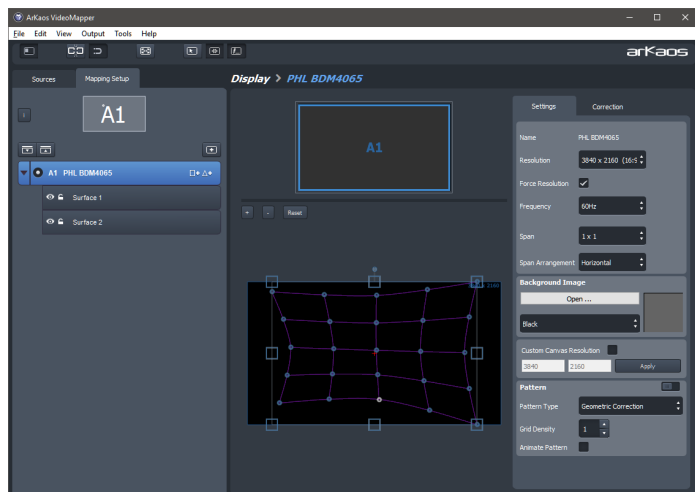 ArKaos VideoMapper
File Edit View Output Tools Help
arKaos
Sources Mapping Setup
Display > PHL BDM4065
A1
A1 PHL BDM4065
Surface 1
Surface 2
A1
+ - Reset
2160
Settings Correction
Name PHL BDM4065
Resolution 3840 x 2160 (16:9
Force Resolution
Frequency 60Hz
Span 1 x 1
Span Arrangement Horizontal
Background Image
Open ...
Black
Custom Canvas Resolution
3840 2160 Apply
Pattern
Pattern Type Geometric Correction
Grid Density 1
Animate Pattern